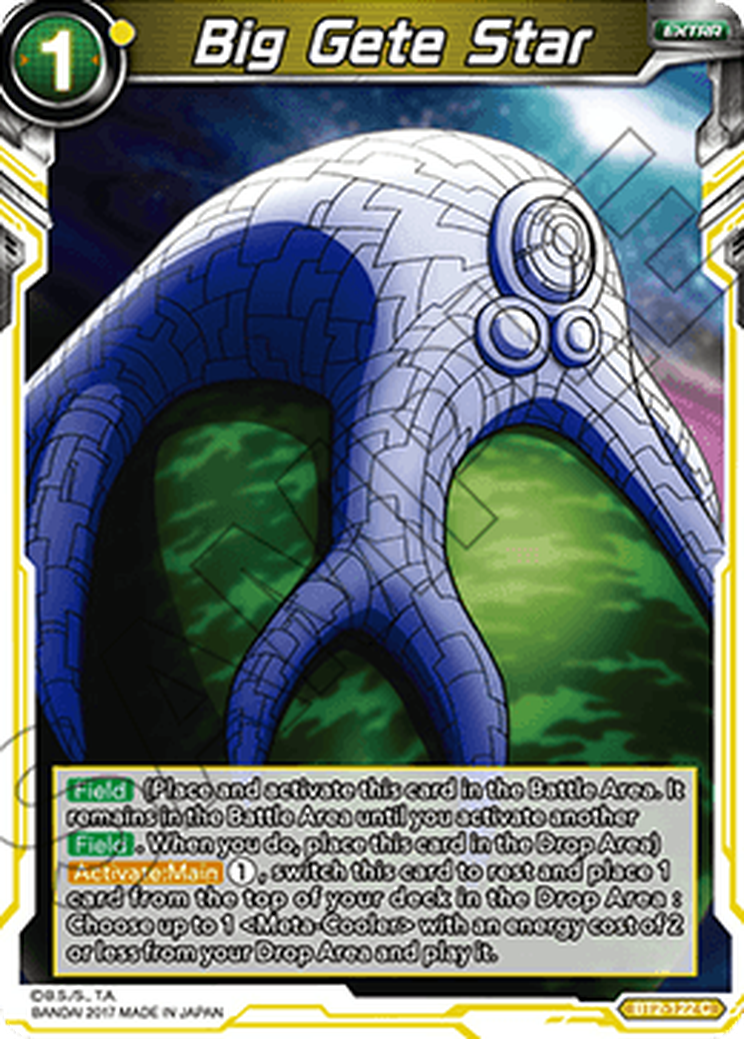 1
Big Gete Star
EXTRA
Field (Place and activate this card in the Battle Area. It
remains in the Battle Area until you activate another
Field . When you do, place this card in the Drop Area)
Activate:Main 1 , switch this card to rest and place 1
card from the top of your deck in the Drop Area :
Choose up to 1 <Meta-Cooler> with an energy cost of 2
or less from your Drop Area and play it.
©B.S./S., T.A.
BANDAI 2017 MADE IN JAPAN
BT2-122 C